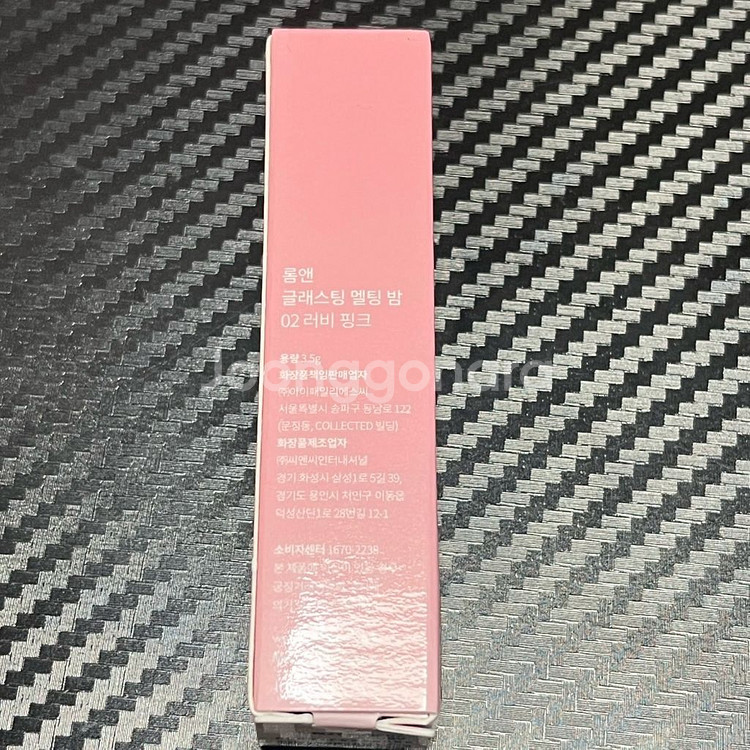 롬앤
글래스팅 멜팅 밤
02 러비 핑크
용량 3.5g
화장품책임판매업자
㈜아이패밀리에스씨
서울특별시 송파구 동남로 122
(문정동, COLLECTED 빌딩)
화장품제조업자
㈜씨앤씨인터내셔널
경기 화성시 삼성1로 5길 39,
경기도 용인시 처인구 이동읍
덕성산단1로 28번길 12-1
소비자센터 1670-2238
Joonggonara